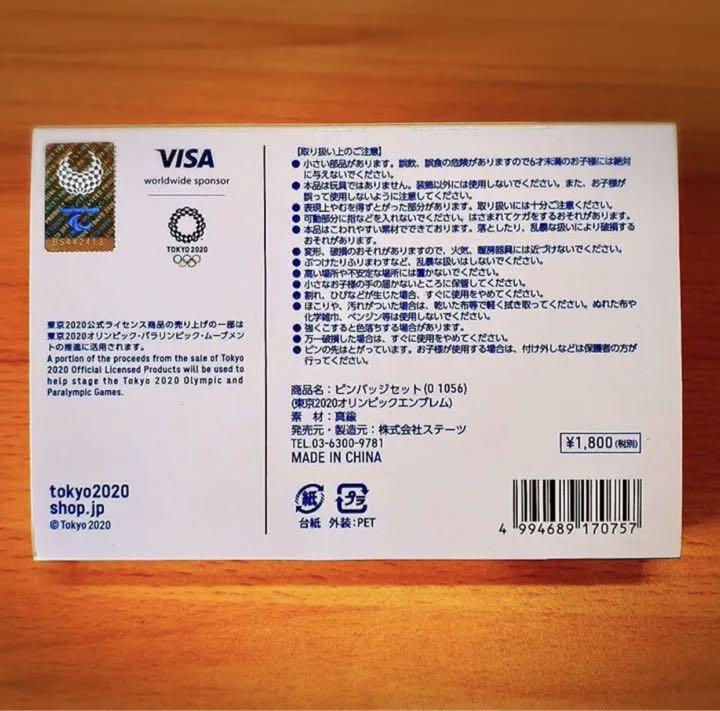 BS442413
VISA
worldwide sponsor
TOKYO 2020
東京2020公式ライセンス商品の売り上げの一部は
東京2020オリンピック・パラリンピック・ムーブメン
トの推進に活用されます。
A portion of the proceeds from the sale of Tokyo
2020 Official Licensed Products will be used to
help stage the Tokyo 2020 Olympic and
Paralympic Games.
tokyo2020
shop.jp
© Tokyo 2020
【取り扱い上のご注意】
●小さい部品があります。誤飲、誤食の危険がありますので6才未満のお子様には絶対
に与えないでください。
●本品は玩具ではありません。装飾以外には使用しないでください。また、お子様が
誤って使用しないように注意してください。
●表現上やむを得ずとがった部分があります。取り扱いには十分ご注意ください。
●可動部分に指などを入れないでください。はさまれてケガをするおそれがあります。
●本品はこわれやすい素材でできております。落としたり、乱暴な扱いにより破損する
おそれがあります。
●変形、破損のおそれがありますので、火気、暖房器具には近づけないでください。
●ぶつけたりふりまわすなど、乱暴な扱いはしないでください。
●高い場所や不安定な場所には置かないでください。
●小さなお子様の手の届かないところに保管してください。
●割れ、ひびなどが生じた場合、すぐに使用をやめてください。
●ほこりや、汚れがついた場合は、乾いた布等で軽く拭き取ってください。ぬれた布や
化学雑巾、ベンジン等は使用しないでください。
●強くこすると色落ちする場合があります。
●万一破損した場合は、すぐに使用をやめてください。
●ピンの先はとがっています。お子様が使用する場合は、付け外しなどは保護者の方が
行ってください。
商品名：ピンバッジセット(O 1056)
(東京2020オリンピックエンブレム)
素 材：真鍮
発売元・製造元：株式会社ステーツ
TEL.03-6300-9781
MADE IN CHINA
¥1,800(税別)
紙
台紙
プラ
外装：PET
4 994689 170757